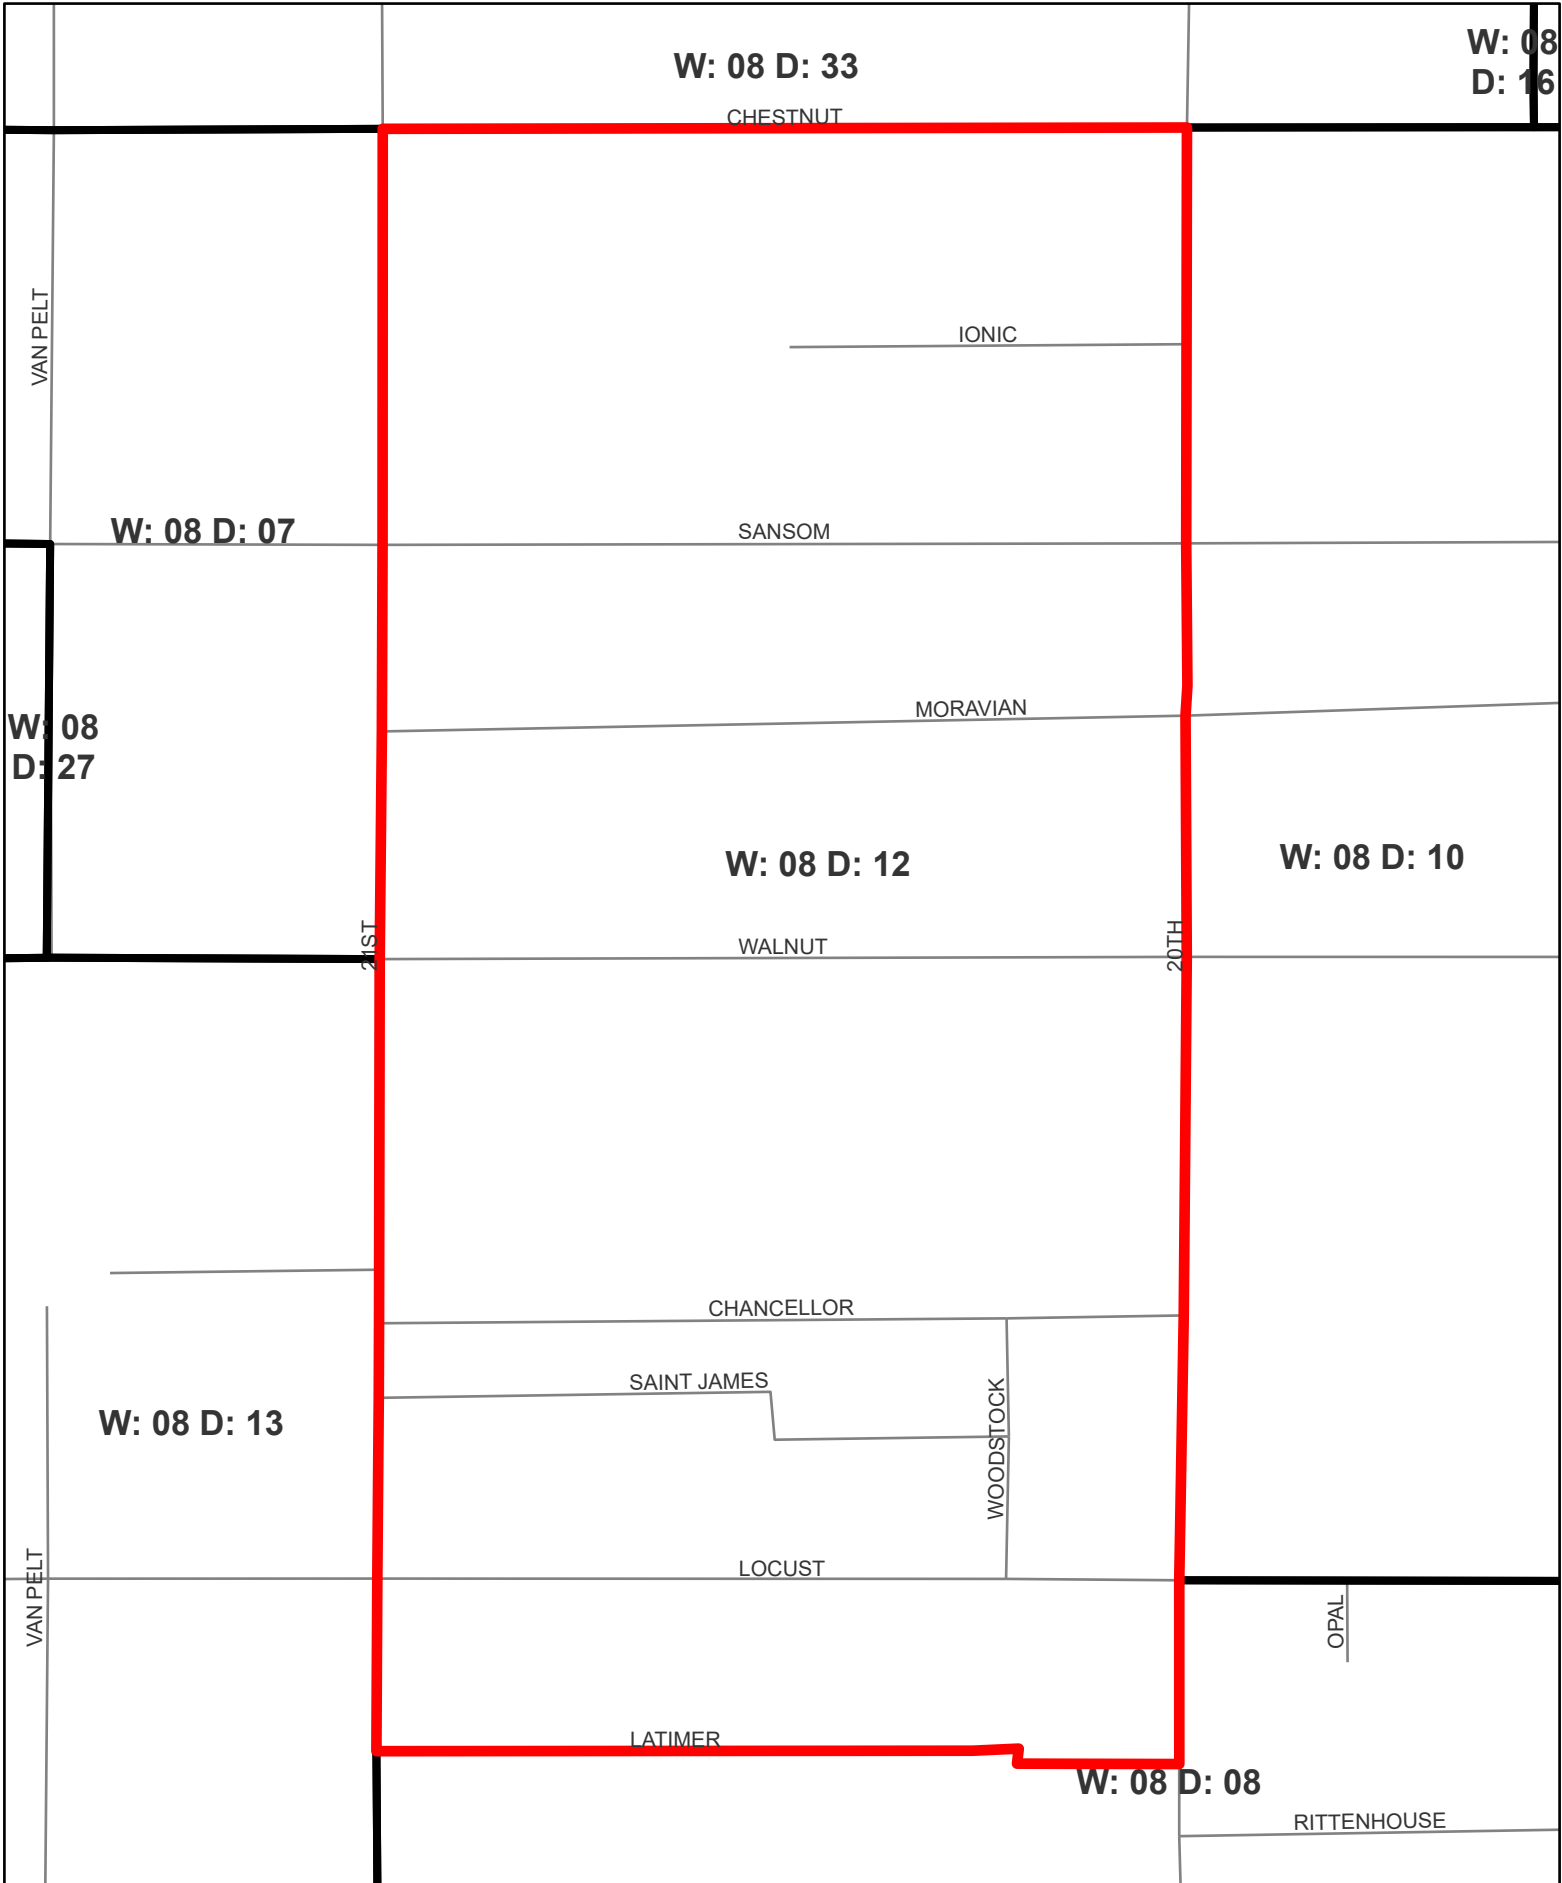 W: 08 D: 33
W: 08
D: 16
CHESTNUT
VAN PELT
IONIC
W: 08 D: 07
SANSOM
MORAVIAN
W: 08
D: 27
W: 08 D: 12
W: 08 D: 10
21ST
WALNUT
20TH
CHANCELLOR
SAINT JAMES
WOODSTOCK
W: 08 D: 13
LOCUST
VAN PELT
OPAL
LATIMER
W: 08 D: 08
RITTENHOUSE